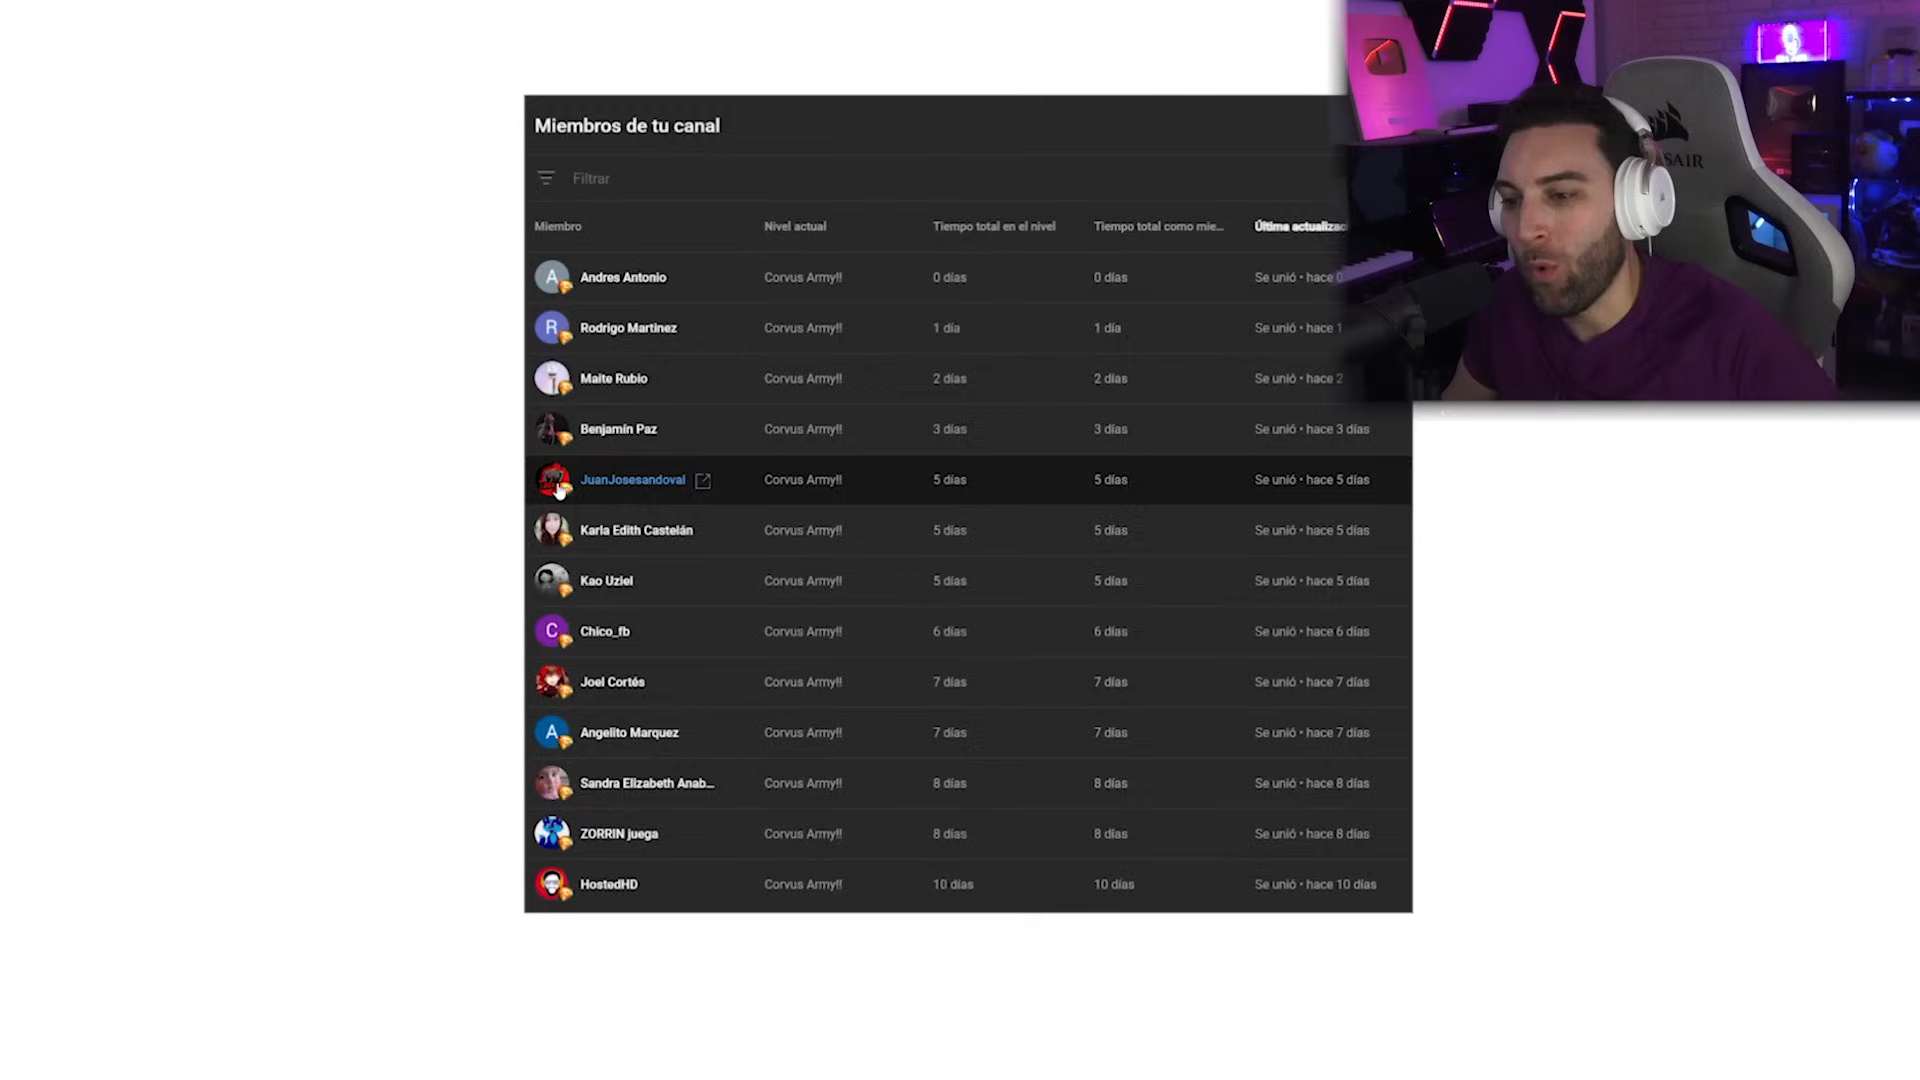 Miembros de tu canal
Filtrar
Miembro Nivel actual Tiempo total en el nivel Tiempo total como mie... Última actualizac
A Andres Antonio Corvus Army!! 0 días 0 días Se unió • hace 0
R Rodrigo Martinez Corvus Army!! 1 día 1 día Se unió • hace 1
Maite Rubio Corvus Army!! 2 días 2 días Se unió • hace 2
Benjamín Paz Corvus Army!! 3 días 3 días Se unió • hace 3 días
JuanJosesandoval Corvus Army!! 5 días 5 días Se unió • hace 5 días
Karla Edith Castelán Corvus Army!! 5 días 5 días Se unió • hace 5 días
Kao Uziel Corvus Army!! 5 días 5 días Se unió • hace 5 días
C Chico_fb Corvus Army!! 6 días 6 días Se unió • hace 6 días
Joel Cortés Corvus Army!! 7 días 7 días Se unió • hace 7 días
A Angelito Marquez Corvus Army!! 7 días 7 días Se unió • hace 7 días
Sandra Elizabeth Anab... Corvus Army!! 8 días 8 días Se unió • hace 8 días
ZORRIN juega Corvus Army!! 8 días 8 días Se unió • hace 8 días
HostedHD Corvus Army!! 10 días 10 días Se unió • hace 10 días
SAIR